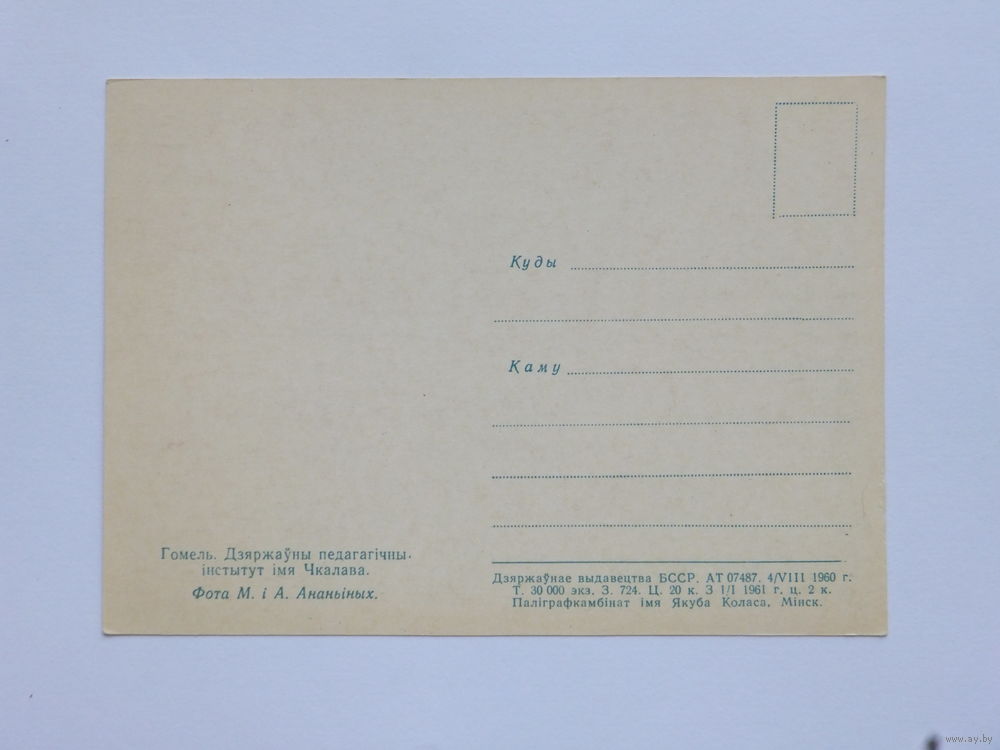 Куды
Каму
Гомель. Дзяржаўны педагагічны
інстытут імя Чкалава.
Фота М. і А. Ананьіных.
Дзяржаўнае выдавецтва БССР. АТ 07487. 4/VIII 1960 г.
Т. 30 000 экз. З. 724. Ц. 20 к. З 1/I 1961 г. ц. 2 к.
Паліграфкамбінат імя Якуба Коласа, Мінск.
www.ay.by